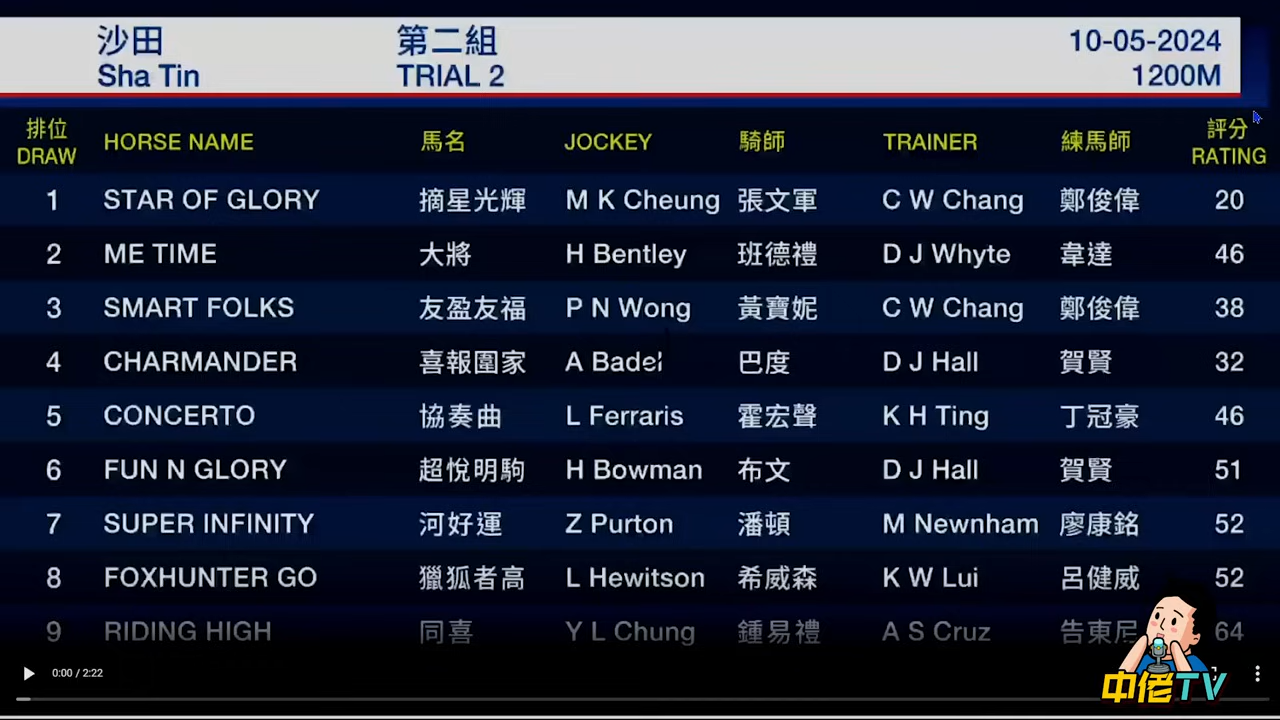 沙田 第二組 10-05-2024
Sha Tin TRIAL 2 1200M
排位 評分
DRAW HORSE NAME 馬名 JOCKEY 騎師 TRAINER 練馬師 RATING
1 STAR OF GLORY 摘星光輝 M K Cheung 張文軍 C W Chang 鄭俊偉 20
2 ME TIME 大將 H Bentley 班德禮 D J Whyte 韋達 46
3 SMART FOLKS 友盈友福 P N Wong 黃寶妮 C W Chang 鄭俊偉 38
4 CHARMANDER 喜報圍家 A Badel 巴度 D J Hall 賀賢 32
5 CONCERTO 協奏曲 L Ferraris 霍宏聲 K H Ting 丁冠豪 46
6 FUN N GLORY 超悅明駒 H Bowman 布文 D J Hall 賀賢 51
7 SUPER INFINITY 河好運 Z Purton 潘頓 M Newnham 廖康銘 52
8 FOXHUNTER GO 獵狐者高 L Hewitson 希威森 K W Lui 呂健威 52
9 RIDING HIGH 同喜 Y L Chung 鍾易禮 A S Cruz 告東尼 64
0:00 / 2:22
中佬TV